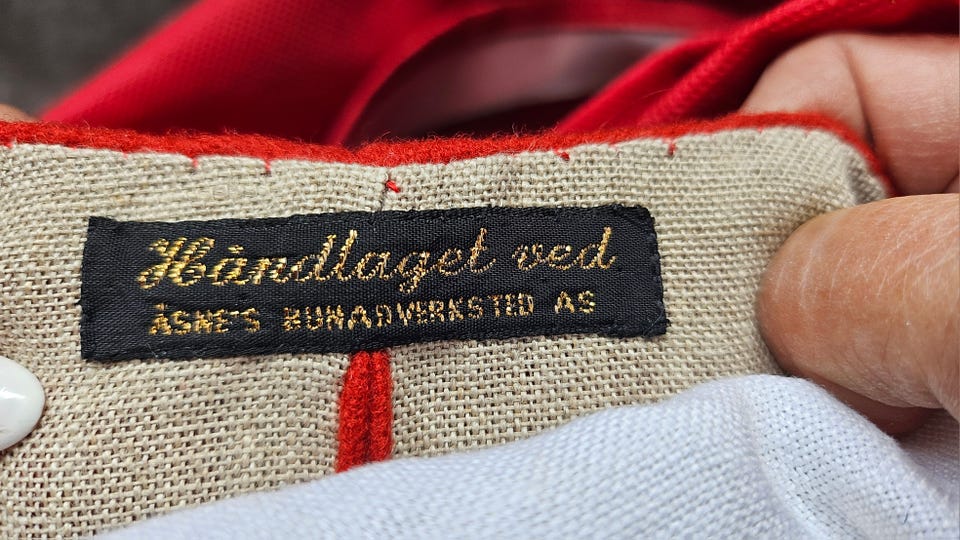 Håndlaget ved
ÅSNE'S BUNADVERKSTED AS